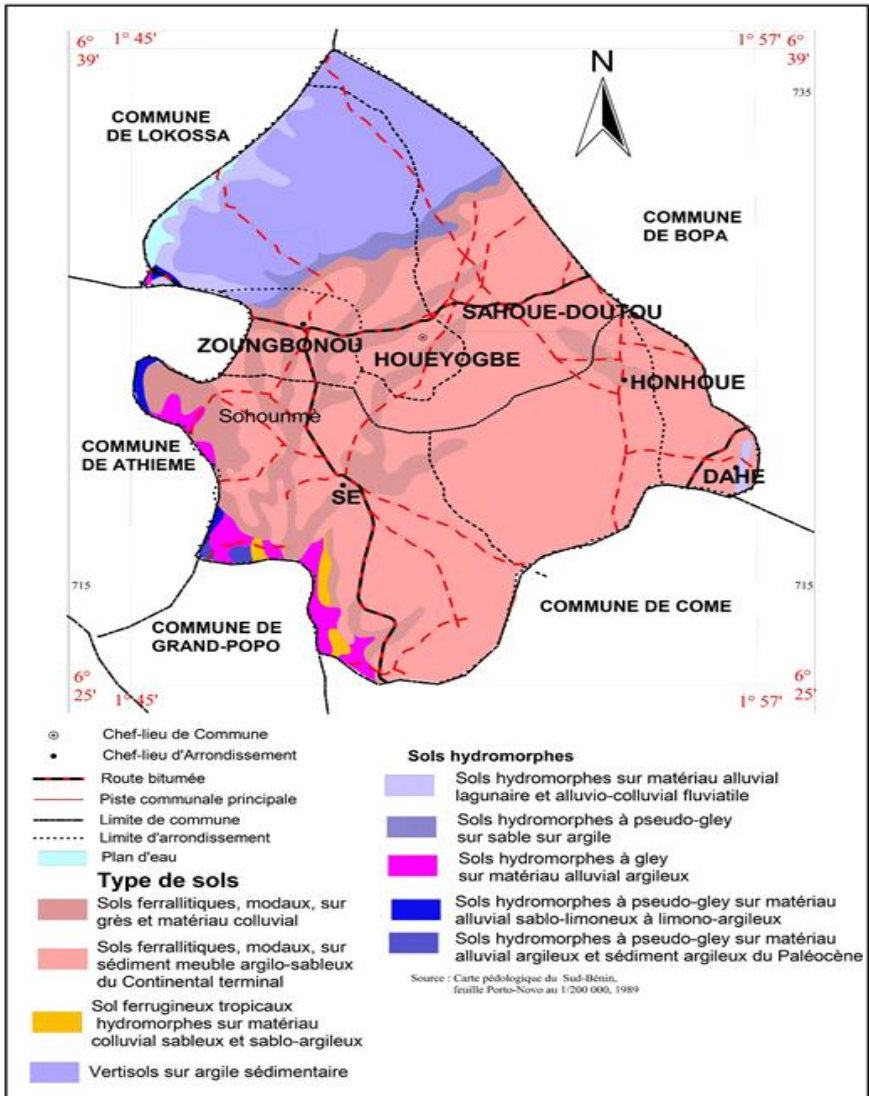 6° 39'
1° 45'
1° 57'
6° 39'
N
735
COMMUNE
DE LOKOSSA
COMMUNE
DE BOPA
SAHOUE-DOUTOU
ZOUNGBONOU
HOUEYOGBE
HONHOUE
Sohounmè
COMMUNE
DE ATHIEME
DAHE
SE
715
715
COMMUNE DE COME
COMMUNE DE
GRAND-POPO
6° 25'
1° 45'
1° 57'
6° 25'
Chef-lieu de Commune
Chef-lieu d'Arrondissement
Route bitumée
Piste communale principale
Limite de commune
Limite d'arrondissement
Plan d'eau
Type de sols
Sols ferrallitiques, modaux, sur
grès et matériau colluvial
Sols ferrallitiques, modaux, sur
sédiment meuble argilo-sableux
du Continental terminal
Sol ferrugineux tropicaux
hydromorphes sur matériau
colluvial sableux et sablo-argileux
Vertisols sur argile sédimentaire
Sols hydromorphes
Sols hydromorphes sur matériau alluvial
lagunaire et alluvio-colluvial fluviatile
Sols hydromorphes à pseudo-gley
sur sable sur argile
Sols hydromorphes à gley
sur matériau alluvial argileux
Sols hydromorphes à pseudo-gley sur matériau
alluvial sablo-limoneux à limono-argileux
Sols hydromorphes à pseudo-gley sur matériau
alluvial argileux et sédiment argileux du Paléocène
Source : Carte pédologique du Sud-Bénin,
feuille Porto-Novo au 1/200 000, 1989